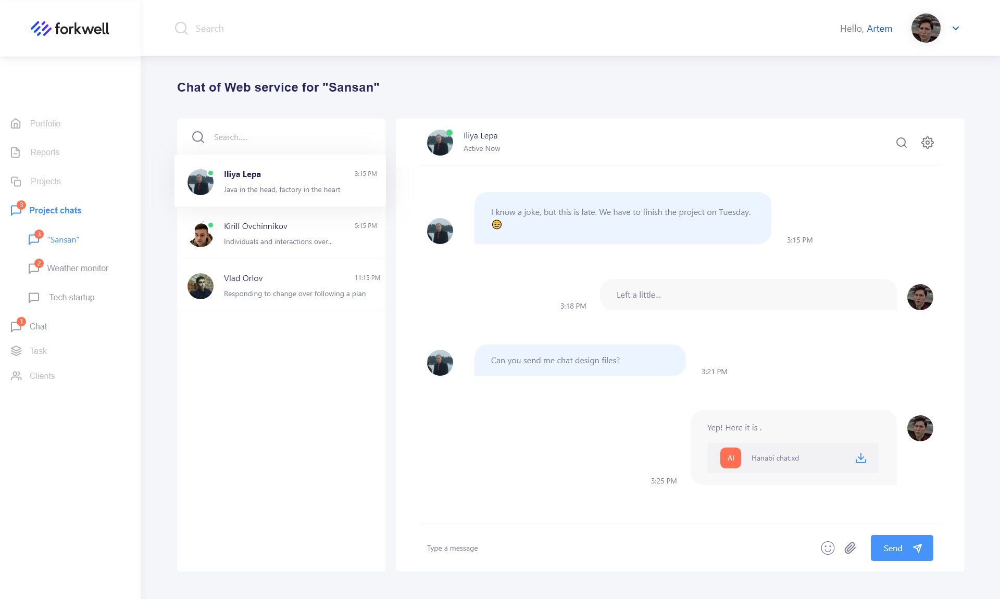 forkwell
Search
Hello, Artem
Chat of Web service for "Sansan"
Portfolio
Reports
Projects
3
Project chats
3
"Sansan"
2
Weather monitor
Tech startup
1
Chat
Task
Clients
Search.....
Iliya Lepa
3:15 PM
Java in the head, factory in the heart
Kirill Ovchinnikov
5:15 PM
Individuals and interactions over...
Vlad Orlov
11:15 PM
Responding to change over following a plan
Iliya Lepa
Active Now
I know a joke, but this is late. We have to finish the project on Tuesday.
3:15 PM
Left a little...
3:18 PM
Can you send me chat design files?
3:21 PM
Yep! Here it is .
AI
Hanabi chat.xd
3:25 PM
Type a message
Send